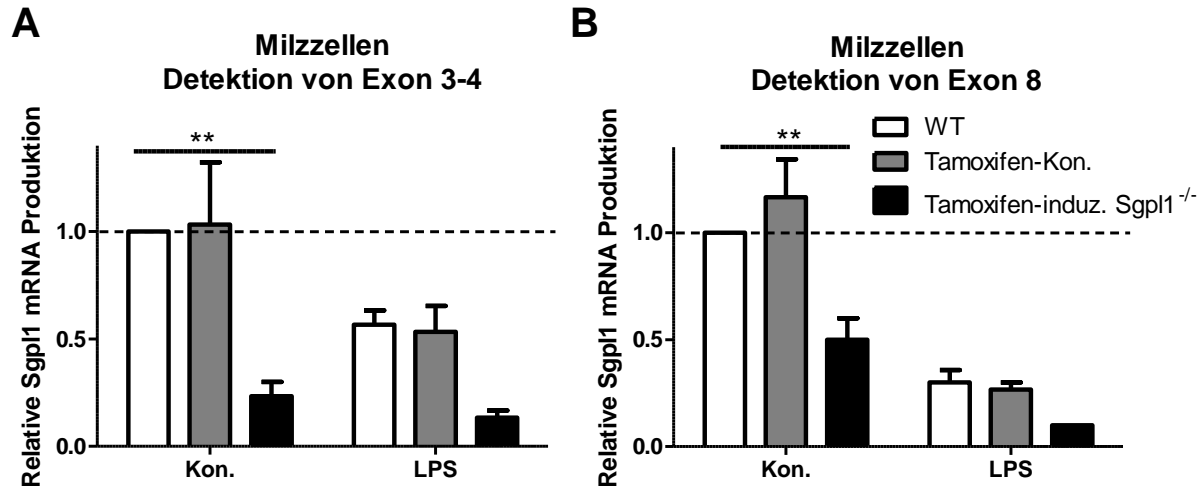 A
Milzzellen
Detektion von Exon 3-4
Relative Sgpl1 mRNA Produktion
**
1.0
0.5
0.0
Kon.
LPS
B
Milzzellen
Detektion von Exon 8
WT
Tamoxifen-Kon.
Tamoxifen-induz. Sgpl1-/-
Relative Sgpl1 mRNA Produktion
**
1.0
0.5
0.0
Kon.
LPS